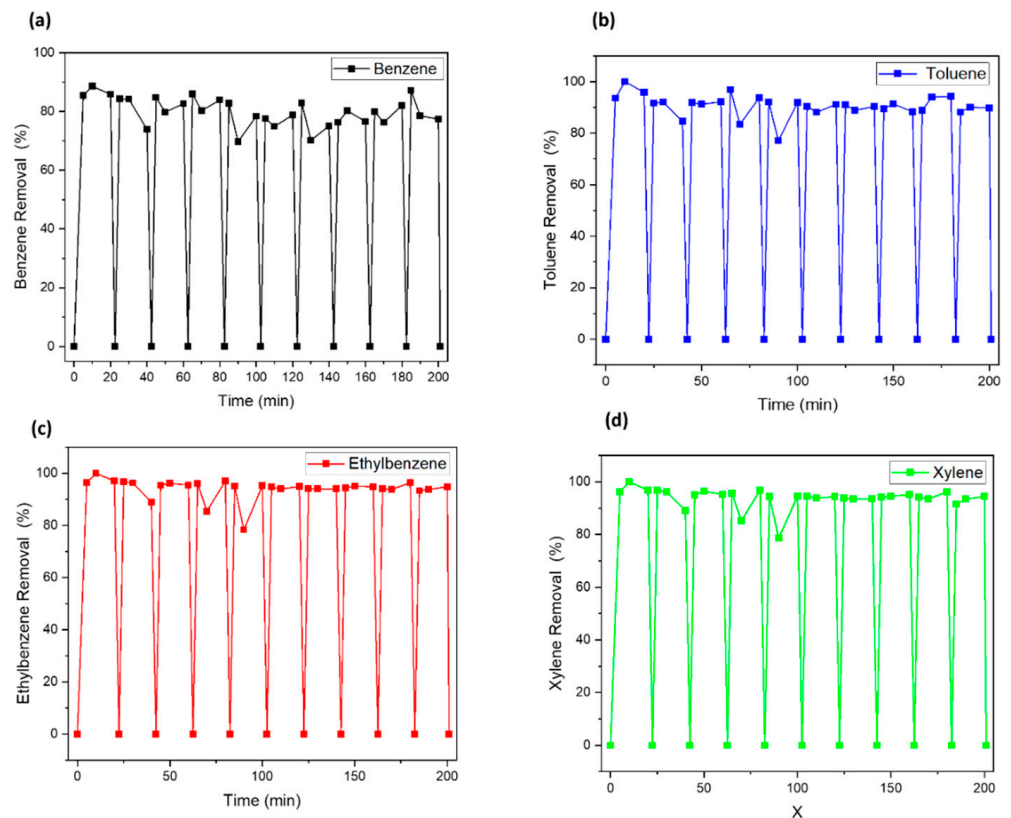 (a)
Benzene
Benzene Removal (%)
100
80
60
40
20
0
0 20 40 60 80 100 120 140 160 180 200
Time (min)
(b)
Toluene
Toluene Removal (%)
100
80
60
40
20
0
0 50 100 150 200
Time (min)
(c)
Ethylbenzene
Ethylbenzene Removal (%)
100
80
60
40
20
0
0 50 100 150 200
Time (min)
(d)
Xylene
Xylene Removal (%)
100
80
60
40
20
0
0 50 100 150 200
X